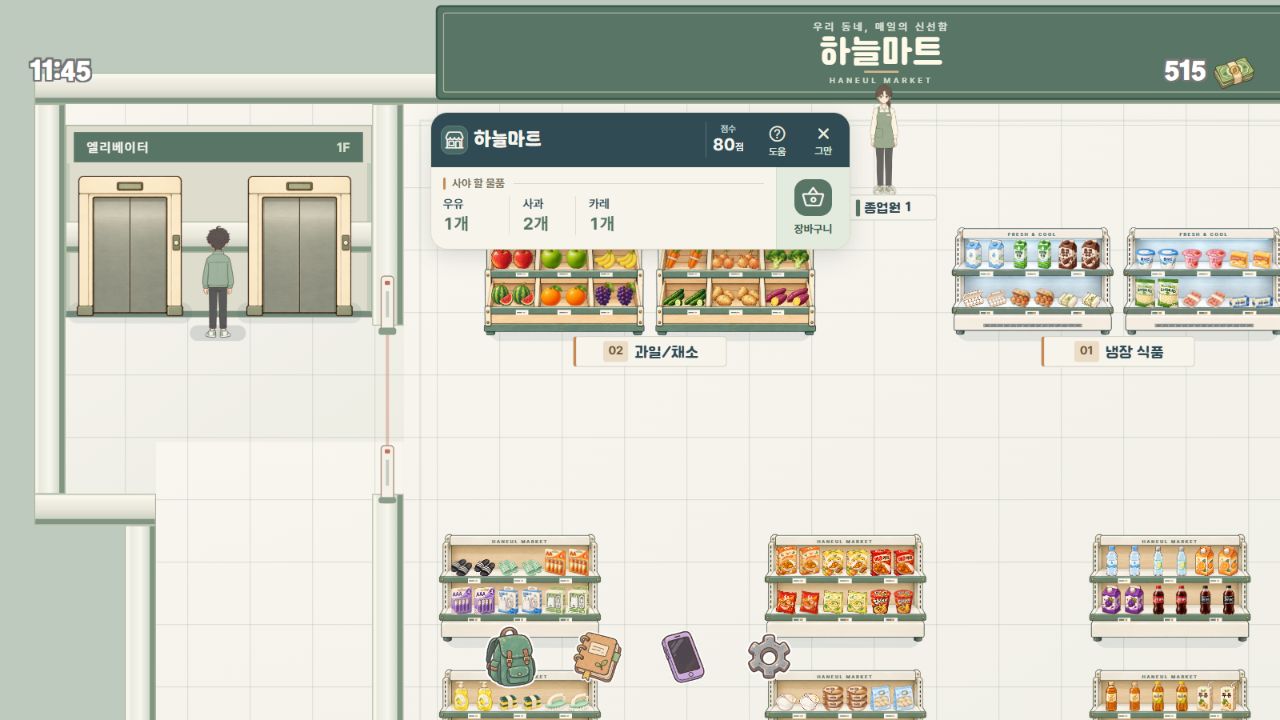 우리 동네, 매일의 신선함
하늘마트
HANEUL MARKET
11:45
515
엘리베이터 1F
하늘마트
점수
80점
도움
그만
사야 할 물품
우유
1개
사과
2개
카레
1개
장바구니
종업원 1
FRESH & COOL
FRESH & COOL
02 과일/채소
01 냉장 식품
HANEUL MARKET
HANEUL MARKET
HANEUL MARKET
HANEUL MARKET
HANEUL MARKET